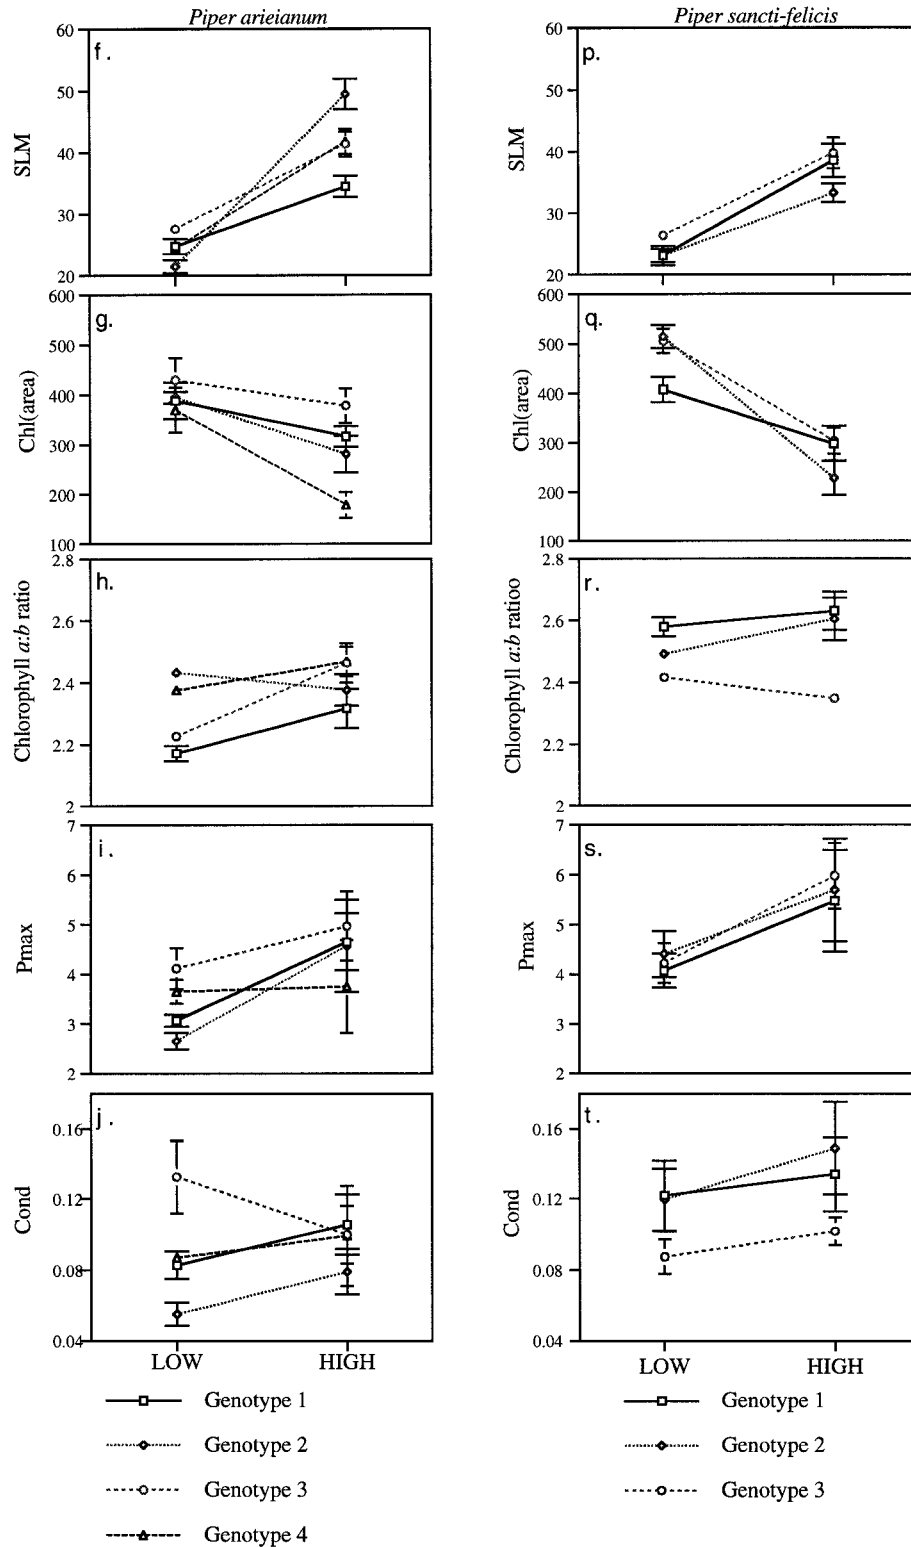 Piper arieianum
Piper sancti-felicis
f.
SLM
60
50
40
30
20
p.
SLM
60
50
40
30
20
g.
Chl(area)
600
500
400
300
200
100
q.
Chl(area)
600
500
400
300
200
100
h.
Chlorophyll a:b ratio
2.8
2.6
2.4
2.2
2
r.
Chlorophyll a:b ratioo
2.8
2.6
2.4
2.2
2
i.
Pmax
7
6
5
4
3
2
s.
Pmax
7
6
5
4
3
2
j.
Cond
0.16
0.12
0.08
0.04
LOW HIGH
t.
Cond
0.16
0.12
0.08
0.04
LOW HIGH
Genotype 1
Genotype 2
Genotype 3
Genotype 4
Genotype 1
Genotype 2
Genotype 3